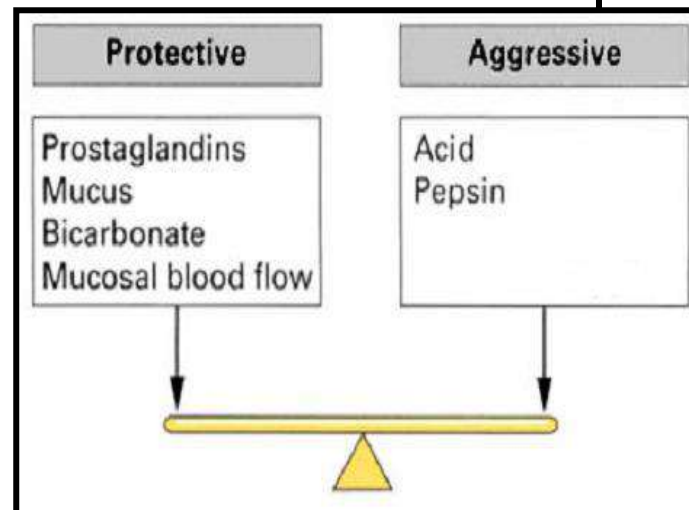 Protective
Prostaglandins
Mucus
Bicarbonate
Mucosal blood flow
Aggressive
Acid
Pepsin